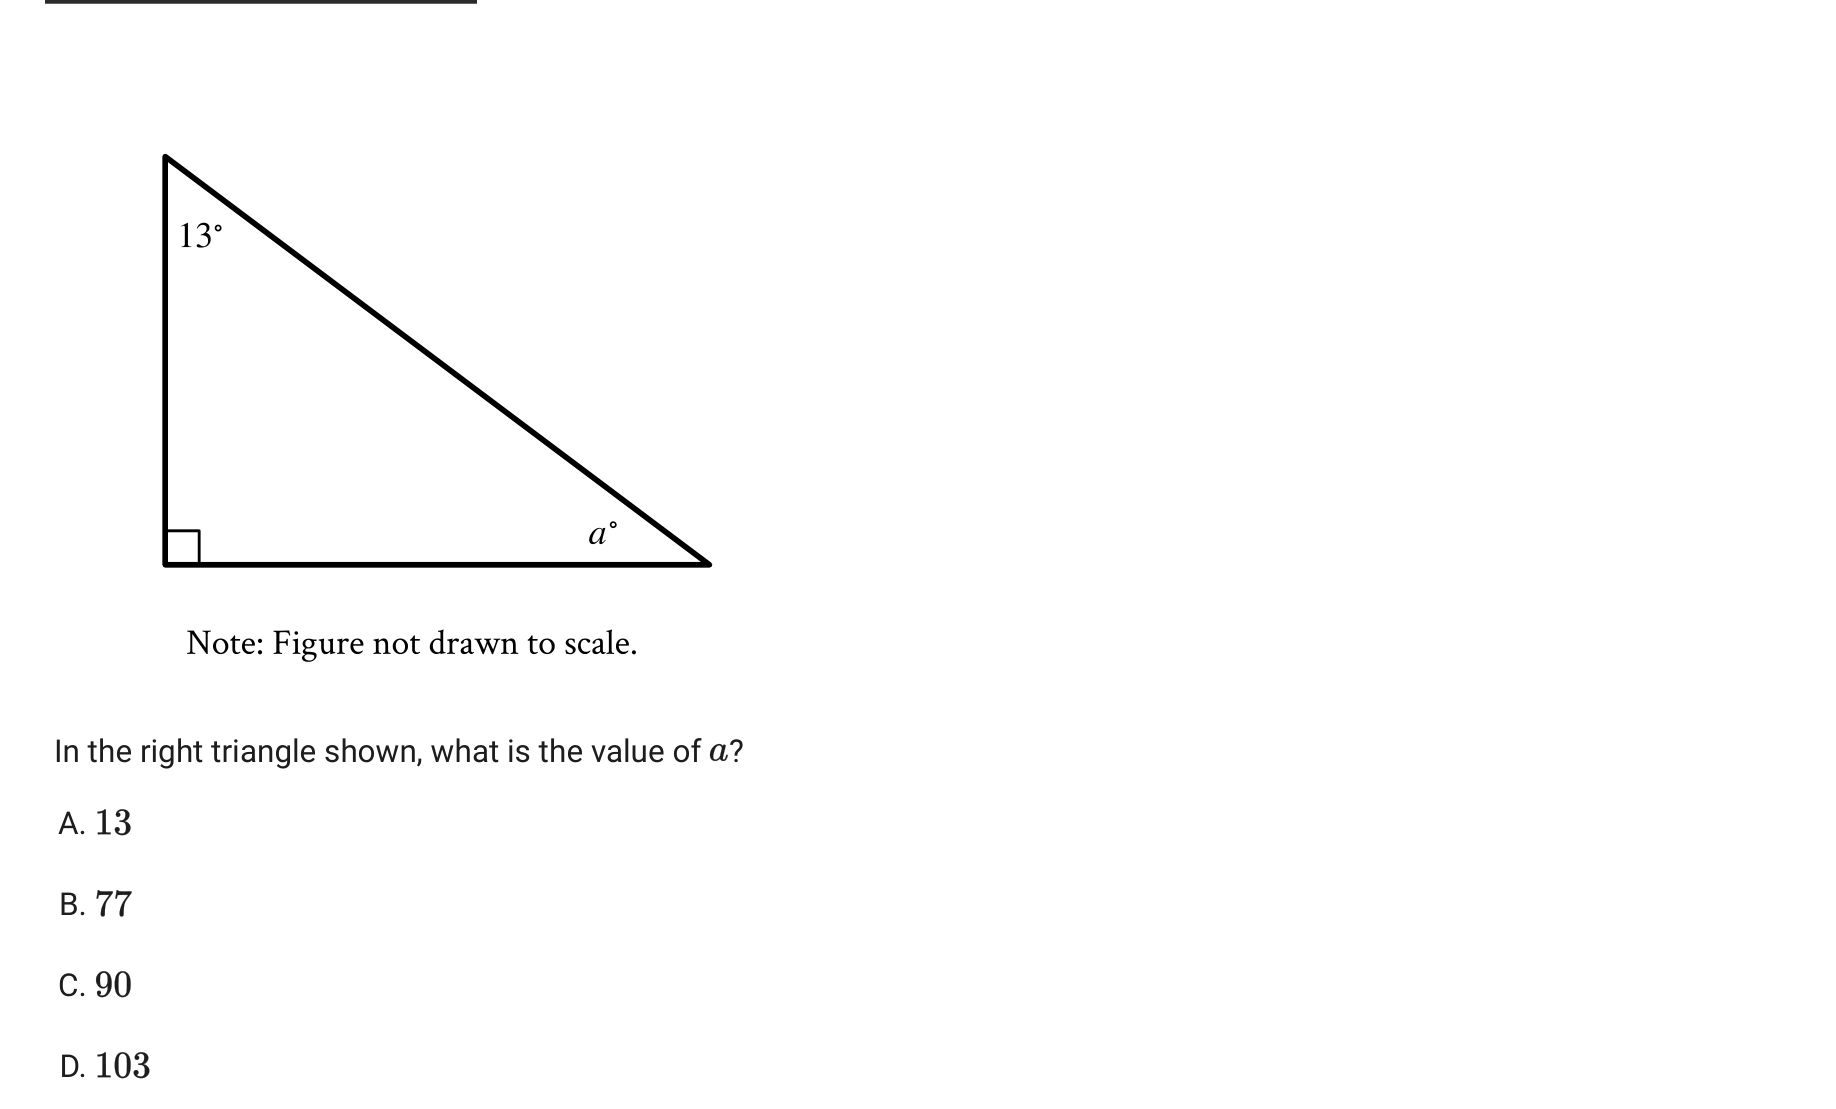 13°
a°
Note: Figure not drawn to scale.
In the right triangle shown, what is the value of a?
A. 13
B. 77
C. 90
D. 103